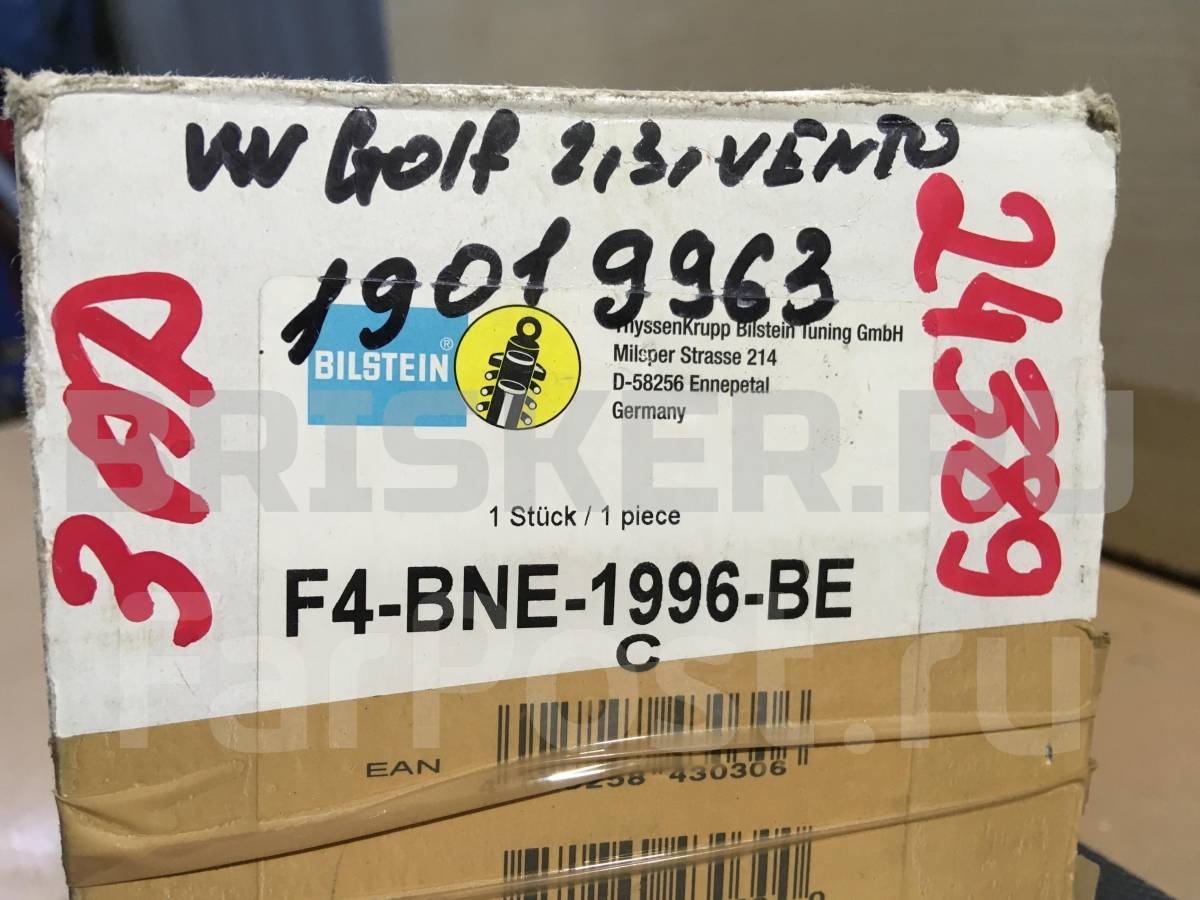 VW Golf 2,3, VENTO
19019963
BILSTEIN®
ThyssenKrupp Bilstein Tuning GmbH
Milsper Strasse 214
D-58256 Ennepetal
Germany
24389
1 Stück / 1 piece
F4-BNE-1996-BE
C
EAN
430306
BRISKER.RU
FarPost.ru